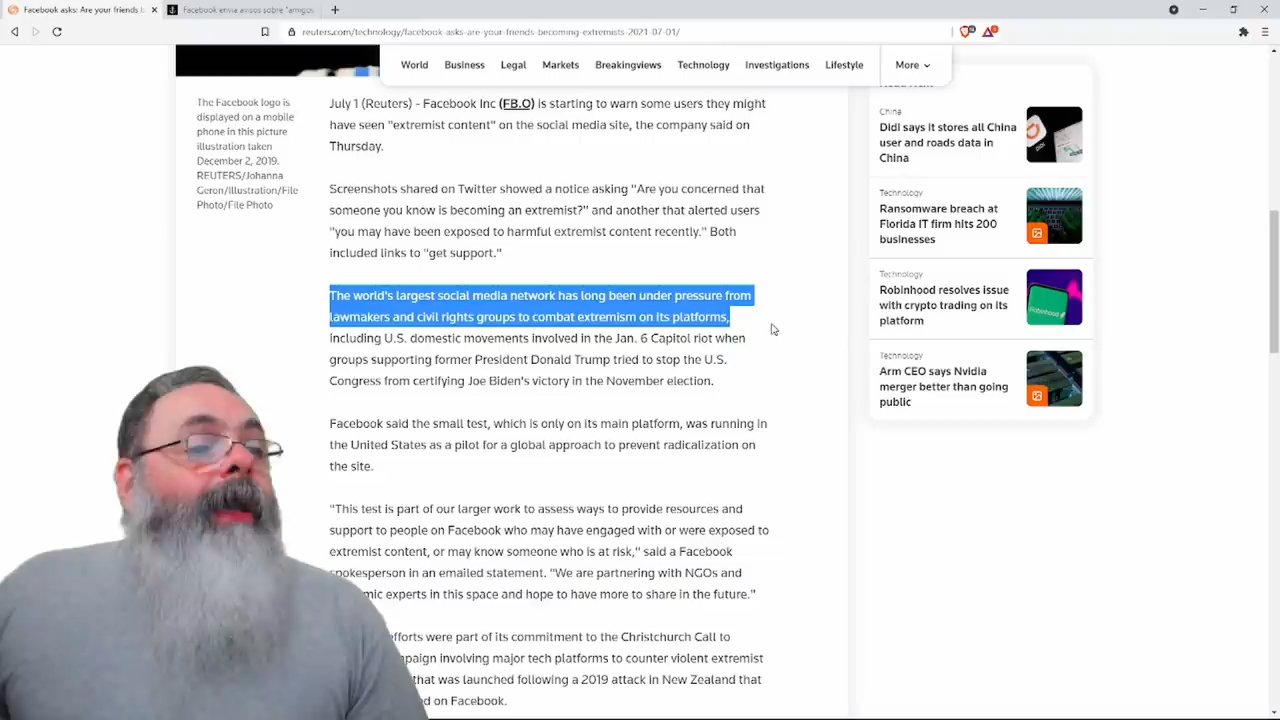 Facebook asks: Are your friends b
Facebook envia avisos sobre "amigos
reuters.com/technology/facebook-asks-are-your-friends-becoming-extremists-2021-07-01/
World Business Legal Markets Breakingviews Technology Investigations Lifestyle More
The Facebook logo is
displayed on a mobile
phone in this picture
illustration taken
December 2, 2019.
REUTERS/Johanna
Geron/Illustration/File
Photo/File Photo
July 1 (Reuters) - Facebook Inc (FB.O) is starting to warn some users they might
have seen "extremist content" on the social media site, the company said on
Thursday.
Screenshots shared on Twitter showed a notice asking "Are you concerned that
someone you know is becoming an extremist?" and another that alerted users
"you may have been exposed to harmful extremist content recently." Both
included links to "get support."
The world's largest social media network has long been under pressure from
lawmakers and civil rights groups to combat extremism on its platforms,
including U.S. domestic movements involved in the Jan. 6 Capitol riot when
groups supporting former President Donald Trump tried to stop the U.S.
Congress from certifying Joe Biden's victory in the November election.
Facebook said the small test, which is only on its main platform, was running in
the United States as a pilot for a global approach to prevent radicalization on
the site.
"This test is part of our larger work to assess ways to provide resources and
support to people on Facebook who may have engaged with or were exposed to
extremist content, or may know someone who is at risk," said a Facebook
spokesperson in an emailed statement. "We are partnering with NGOs and
mic experts in this space and hope to have more to share in the future."
fforts were part of its commitment to the Christchurch Call to
paign involving major tech platforms to counter violent extremist
that was launched following a 2019 attack in New Zealand that
d on Facebook.
China
Didi says it stores all China
user and roads data in
China
Technology
Ransomware breach at
Florida IT firm hits 200
businesses
Technology
Robinhood resolves issue
with crypto trading on its
platform
Technology
Arm CEO says Nvidia
merger better than going
public